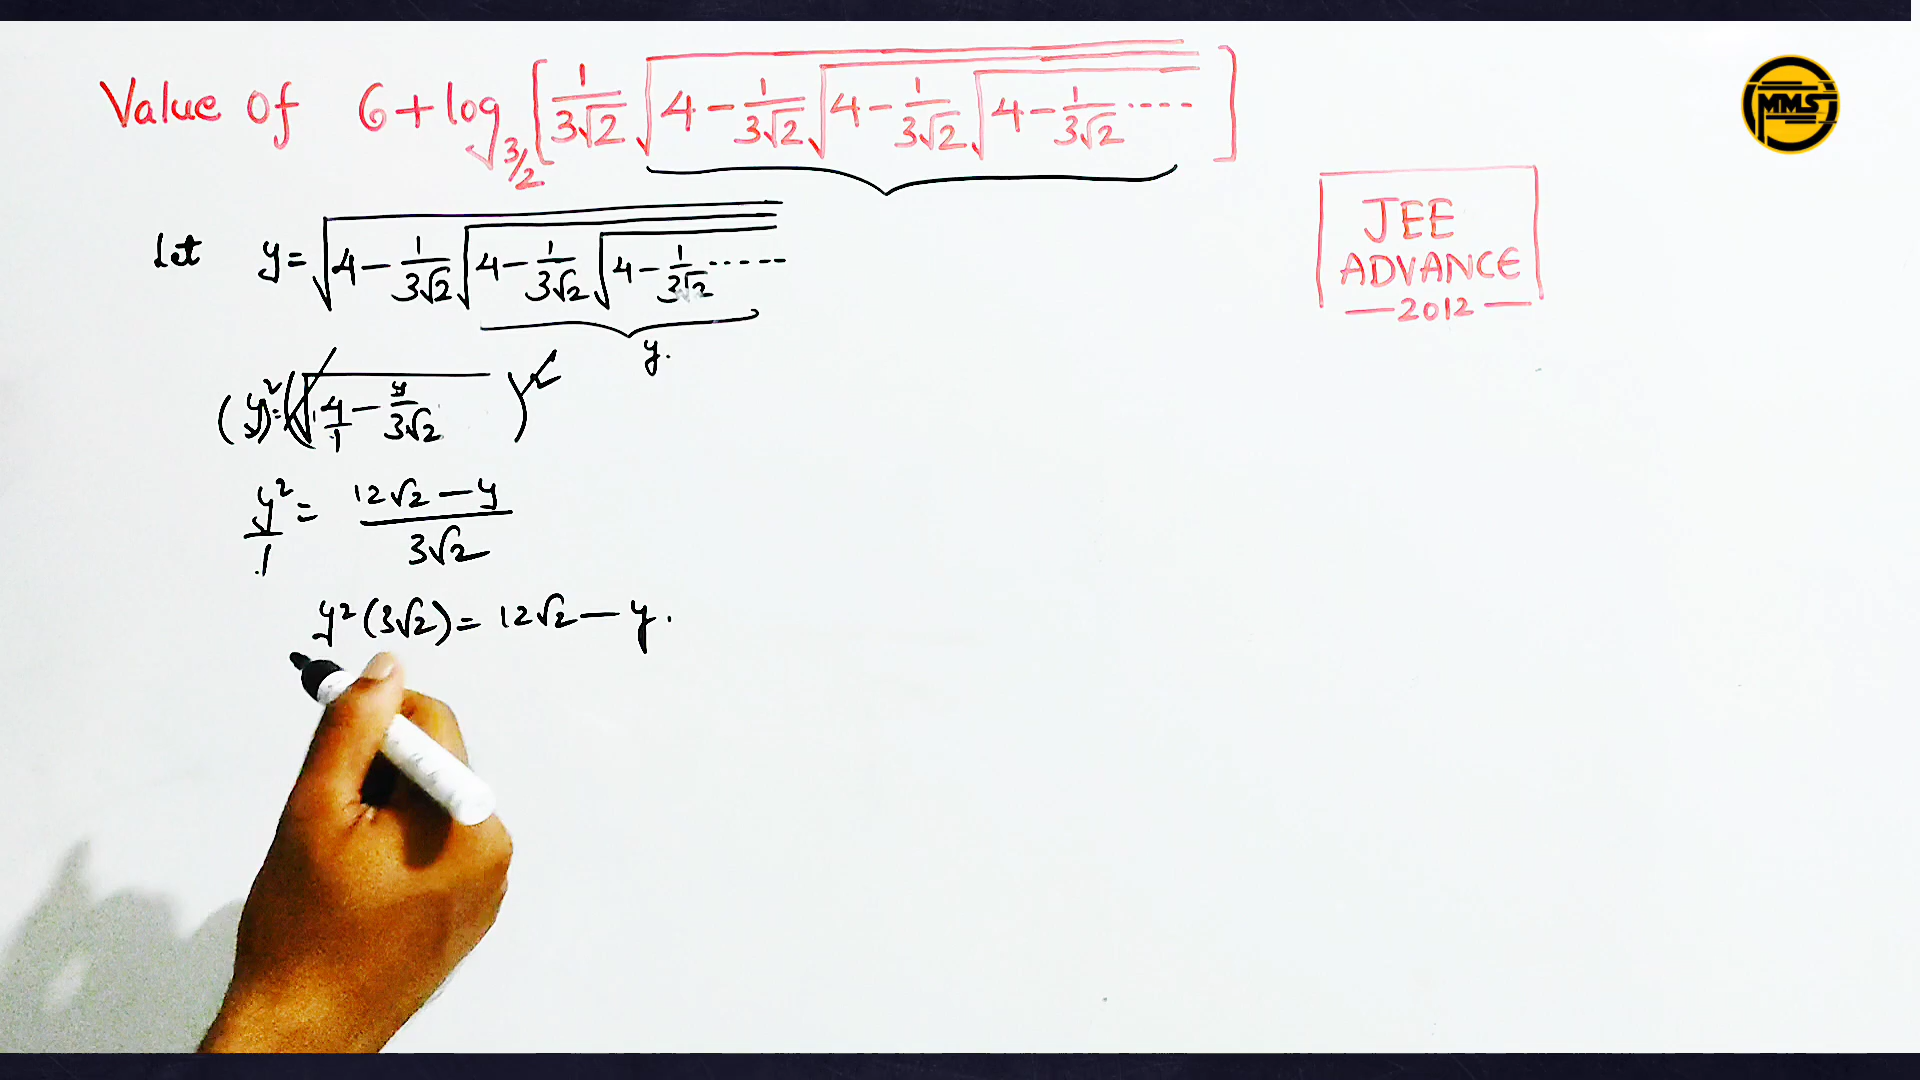 Value of 6 + log_{3/2} [ 1/3√2 √4 − 1/3√2 √4 − 1/3√2 √4 − 1/3√2 ····· ]
MMS
JEE
ADVANCE
— 2012 —
Let y = √4 − 1/3√2 √4 − 1/3√2 √4 − 1/3√2 ·····
y.
(y)² = (√4/1 − y/3√2)²
y²/1 = 12√2 − y / 3√2
y² (3√2) = 12√2 − y.